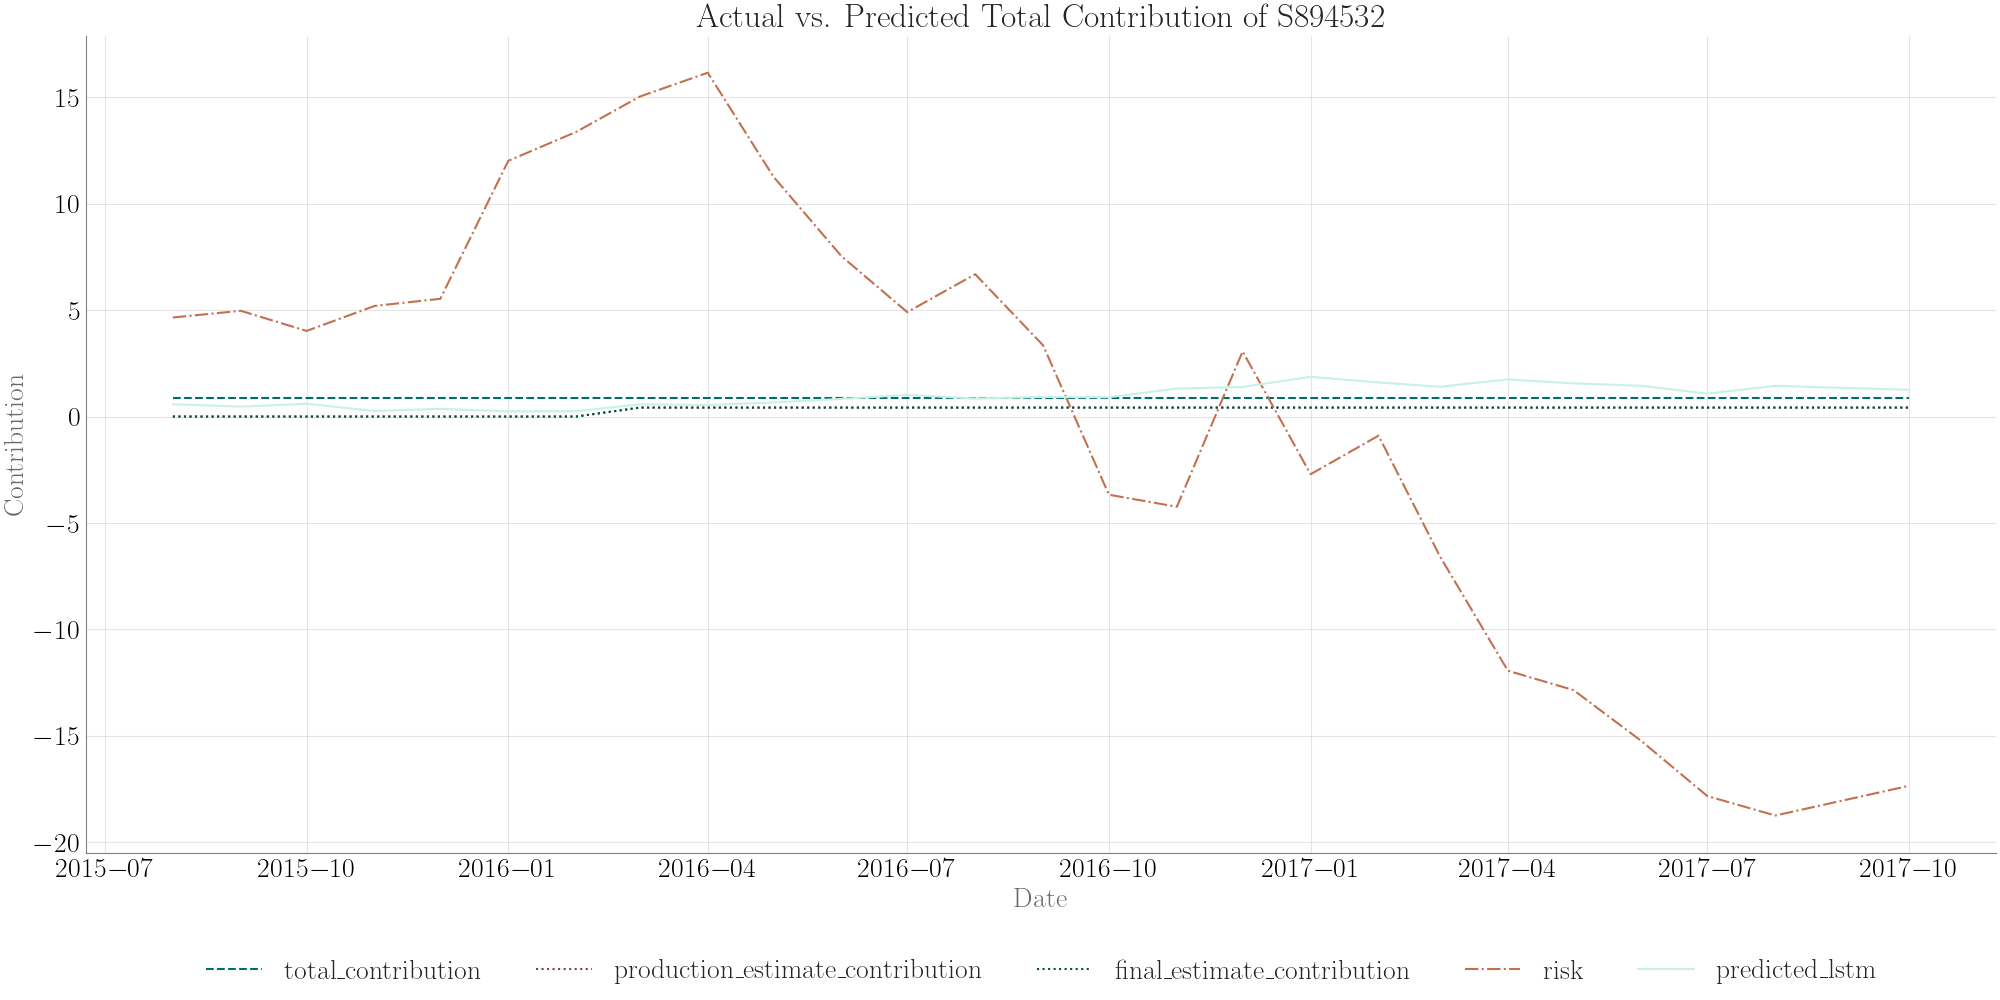 Actual vs. Predicted Total Contribution of S894532
Contribution
15
10
5
0
−5
−10
−15
−20
2015−07 2015−10 2016−01 2016−04 2016−07 2016−10 2017−01 2017−04 2017−07 2017−10
Date
total_contribution production_estimate_contribution final_estimate_contribution risk predicted_lstm